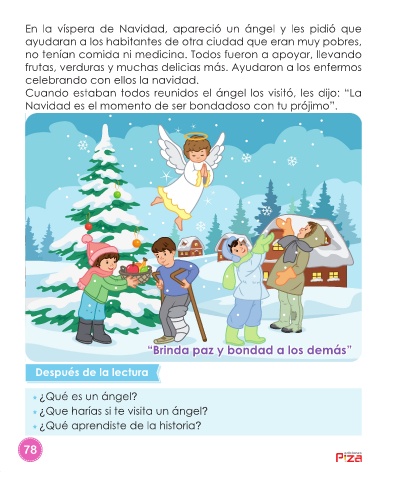 En la víspera de Navidad, apareció un ángel y les pidió que
ayudaran a los habitantes de otra ciudad que eran muy pobres,
no tenían comida ni medicina. Todos fueron a apoyar, llevando
frutas, verduras y muchas delicias más. Ayudaron a los enfermos
celebrando con ellos la navidad.
Cuando estaban todos reunidos el ángel los visitó, les dijo: “La
Navidad es el momento de ser bondadoso con tu prójimo”.
“Brinda paz y bondad a los demás”
Después de la lectura
• ¿Qué es un ángel?
• ¿Que harías si te visita un ángel?
• ¿Qué aprendiste de la historia?
78
Piza